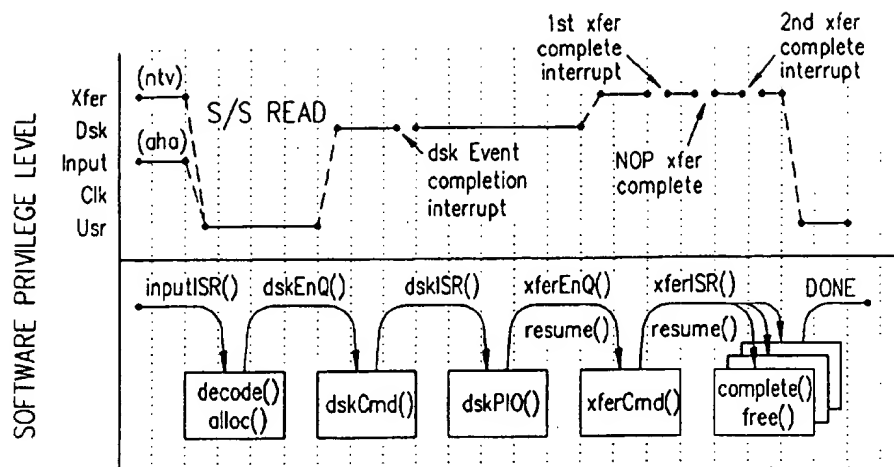 SOFTWARE PRIVILEGE LEVEL
Xfer
Dsk
Input
Clk
Usr
(ntv)
(aha)
S/S READ
dsk Event
completion
interrupt
1st xfer
complete
interrupt
NOP xfer
complete
2nd xfer
complete
interrupt
inputISR()
dskEnQ()
dskISR()
xferEnQ()
resume()
xferISR()
resume()
DONE
decode()
alloc()
dskCmd()
dskPIO()
xferCmd()
complete()
free()